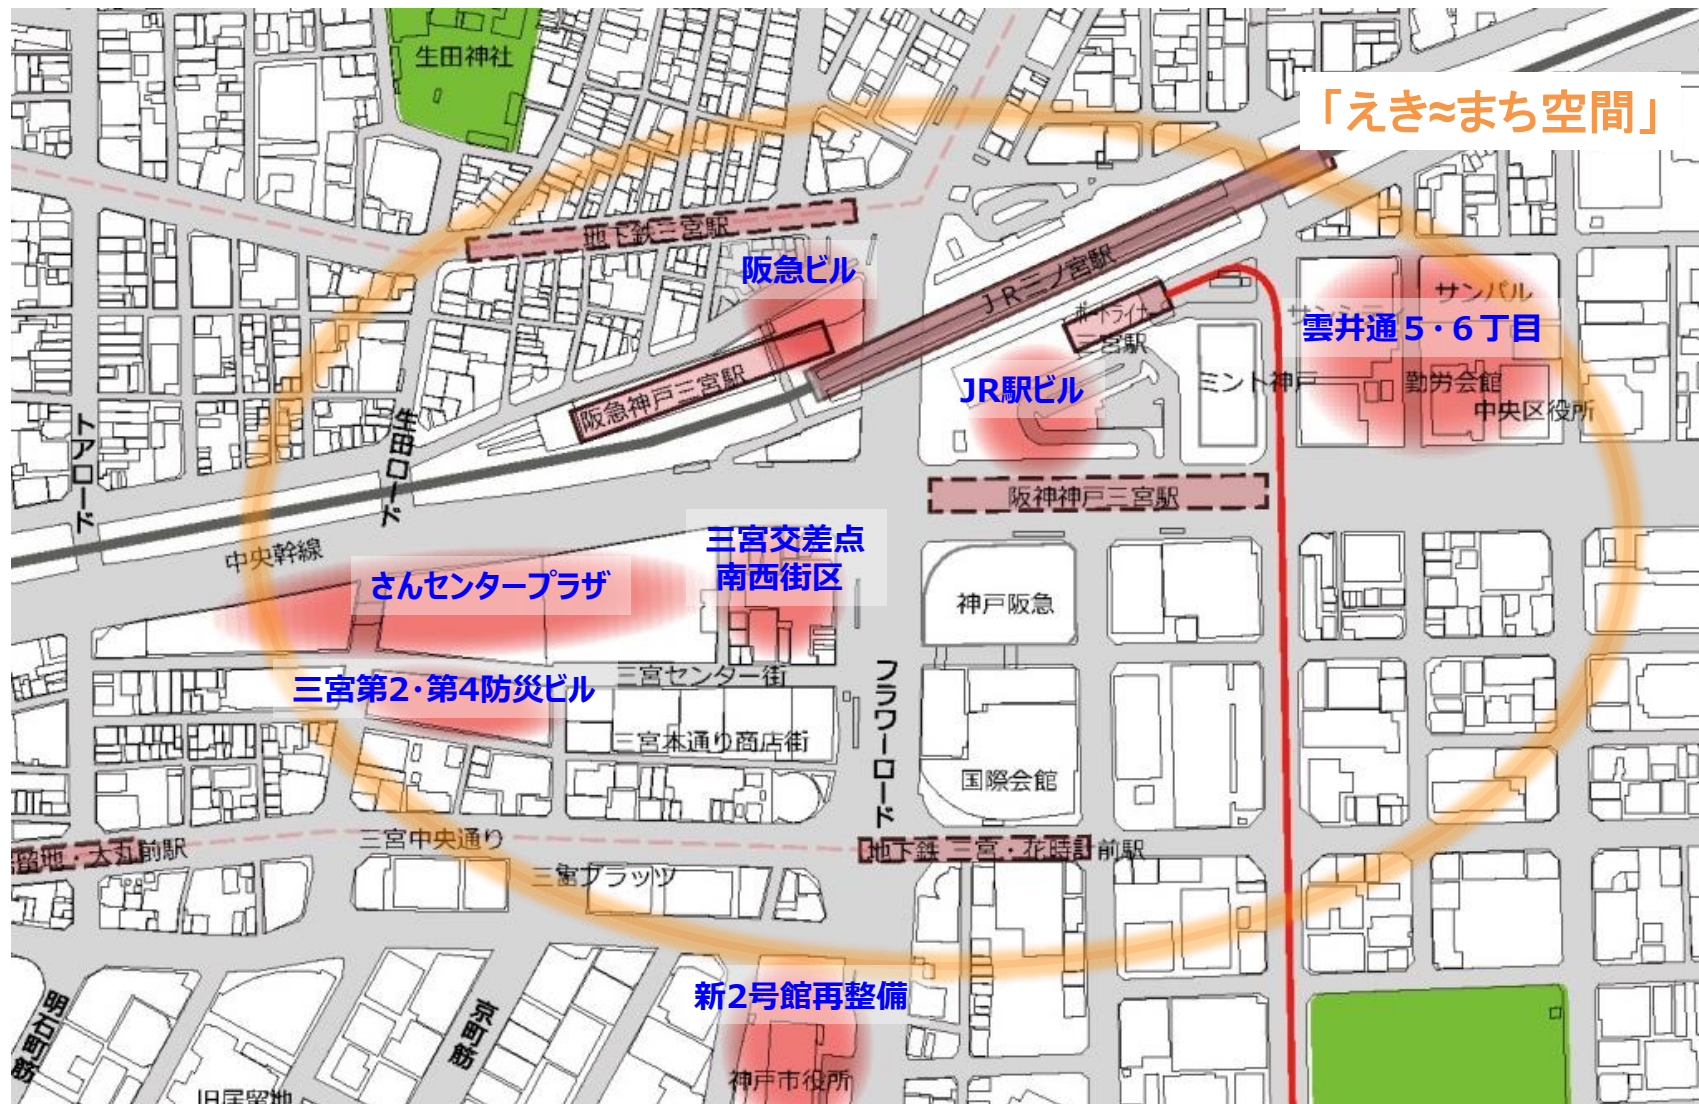 生田神社
「えき≈まち空間」
地下鉄三宮駅
阪急ビル
JR三ノ宮駅
ポートライナー
三宮駅
サンパル
雲井通5・6丁目
ミント神戸
勤労会館
中央区役所
JR駅ビル
阪急神戸三宮駅
トアロード
生田ロード
阪神神戸三宮駅
中央幹線
さんセンタープラザ
三宮交差点
南西街区
神戸阪急
三宮センター街
三宮第2・第4防災ビル
フラワーロード
三宮本通り商店街
国際会館
三宮中央通り
留地・大丸前駅
地下鉄 三宮・花時計前駅
三宮プラッツ
新2号館再整備
明石町筋
京町筋
神戸市役所
旧居留地